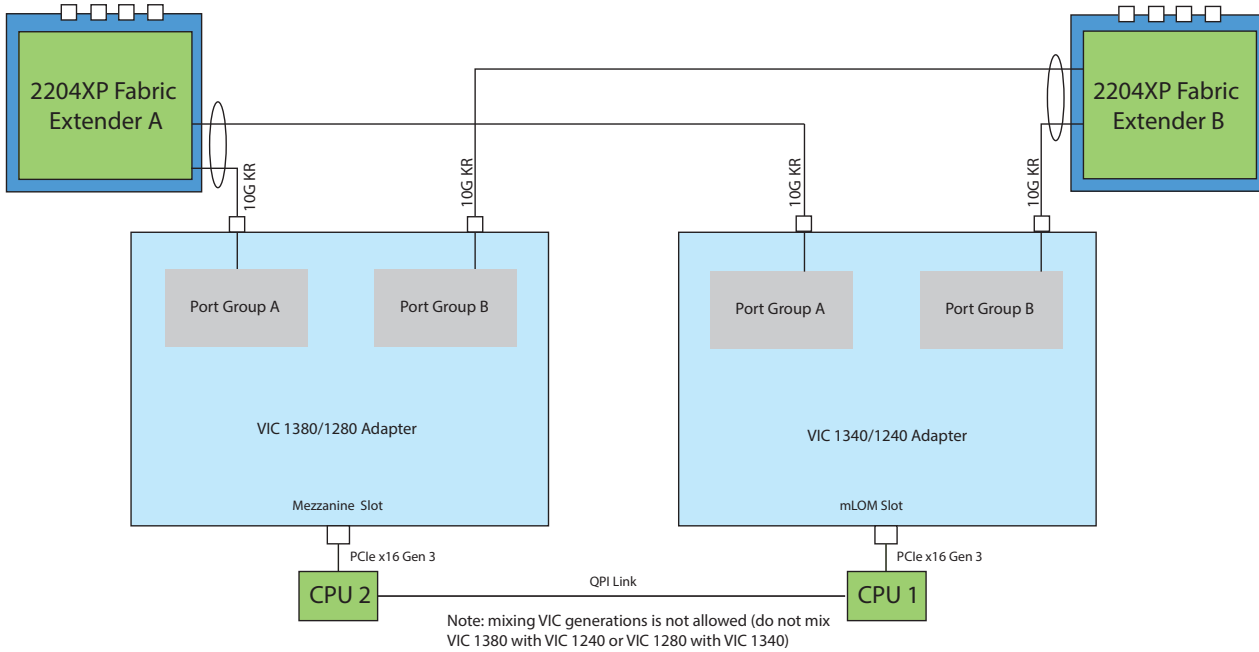 2204XP Fabric
Extender A
2204XP Fabric
Extender B
10G KR
10G KR
10G KR
10G KR
Port Group A
Port Group B
Port Group A
Port Group B
VIC 1380/1280 Adapter
VIC 1340/1240 Adapter
Mezzanine Slot
mLOM Slot
PCIe x16 Gen 3
PCIe x16 Gen 3
CPU 2
QPI Link
CPU 1
Note: mixing VIC generations is not allowed (do not mix
VIC 1380 with VIC 1240 or VIC 1280 with VIC 1340)